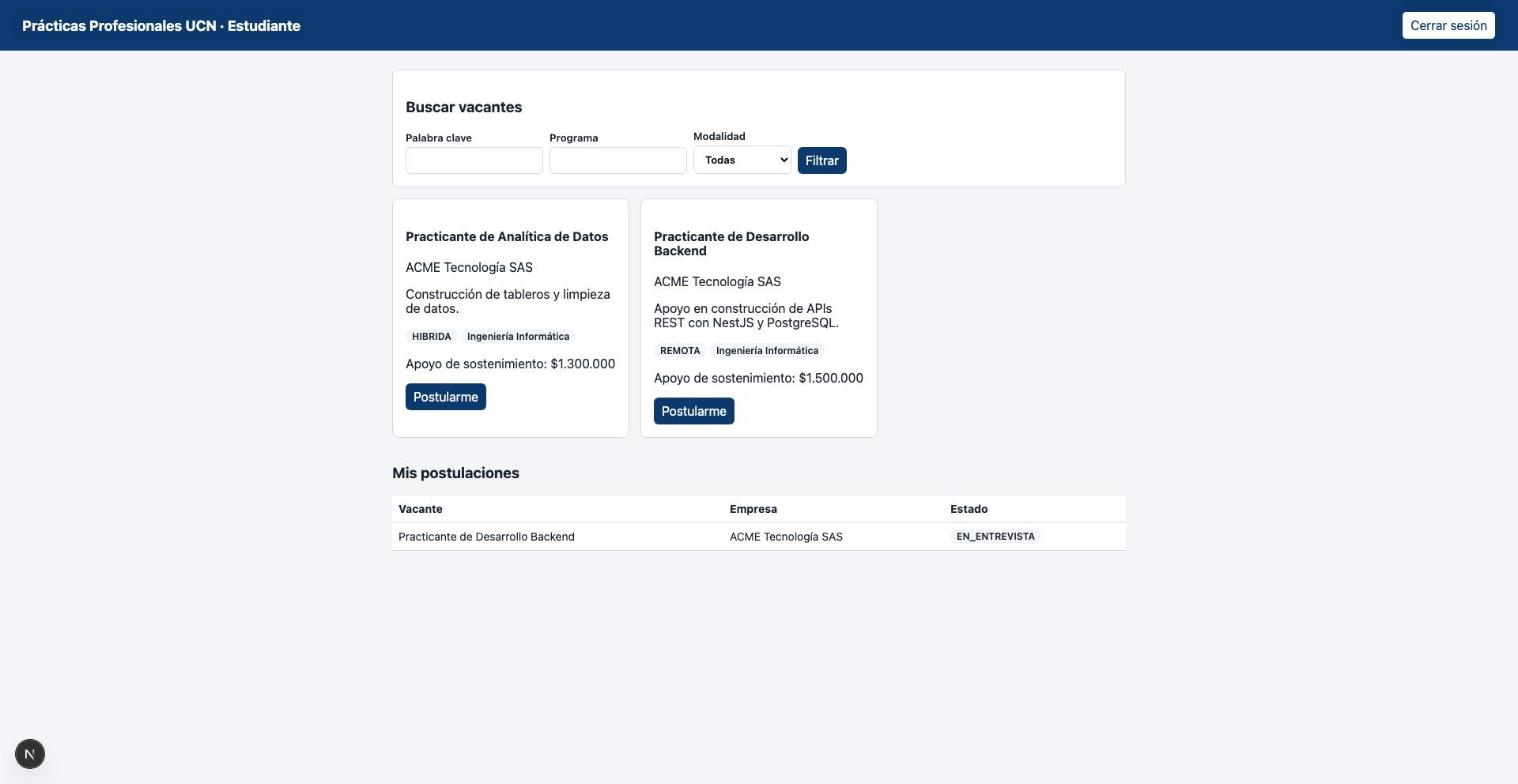 Prácticas Profesionales UCN · Estudiante
Cerrar sesión
Buscar vacantes
Palabra clave
Programa
Modalidad
Todas
Filtrar
Practicante de Analítica de Datos
ACME Tecnología SAS
Construcción de tableros y limpieza
de datos.
HIBRIDA
Ingeniería Informática
Apoyo de sostenimiento: $1.300.000
Postularme
Practicante de Desarrollo
Backend
ACME Tecnología SAS
Apoyo en construcción de APIs
REST con NestJS y PostgreSQL.
REMOTA
Ingeniería Informática
Apoyo de sostenimiento: $1.500.000
Postularme
Mis postulaciones
Vacante
Empresa
Estado
Practicante de Desarrollo Backend
ACME Tecnología SAS
EN_ENTREVISTA
N